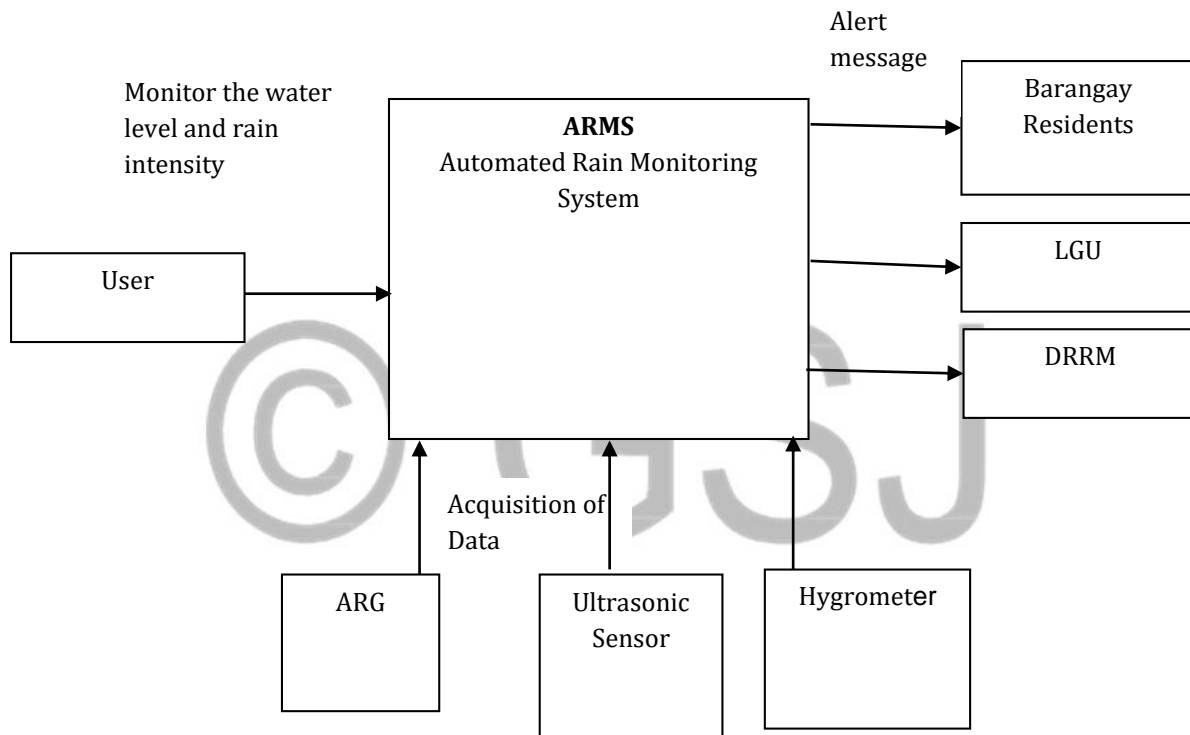 Alert
message
Monitor the water
level and rain
intensity
ARMS
Automated Rain Monitoring
System
Barangay
Residents
User
LGU
DRRM
Acquisition of
Data
ARG
Ultrasonic
Sensor
Hygrometer
© GSJ